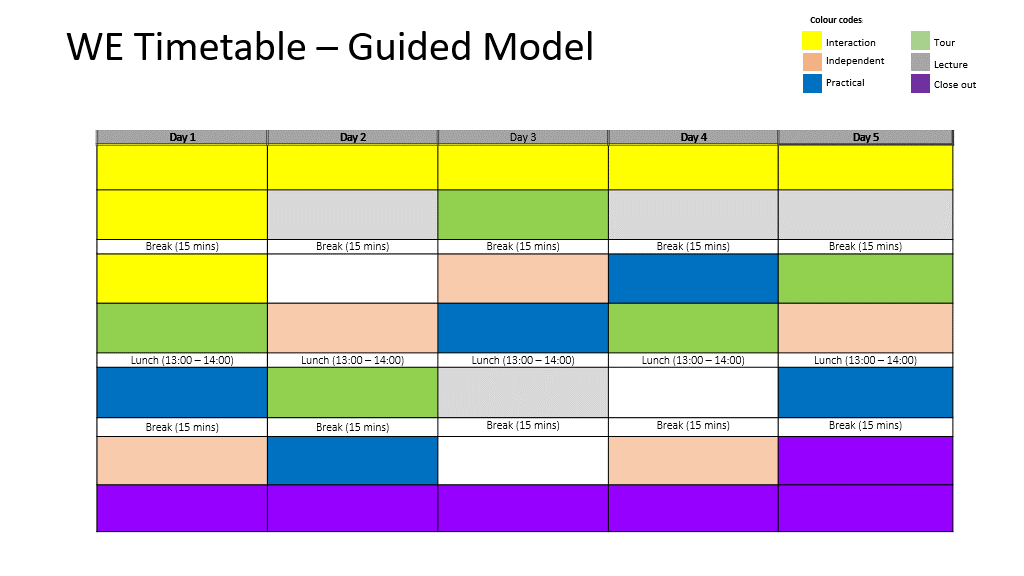 WE Timetable – Guided Model
Colour codes:
Interaction
Tour
Independent
Lecture
Practical
Close out
Day 1 Day 2 Day 3 Day 4 Day 5
Break (15 mins) Break (15 mins) Break (15 mins) Break (15 mins) Break (15 mins)
Lunch (13:00 – 14:00) Lunch (13:00 – 14:00) Lunch (13:00 – 14:00) Lunch (13:00 – 14:00) Lunch (13:00 – 14:00)
Break (15 mins) Break (15 mins) Break (15 mins) Break (15 mins) Break (15 mins)